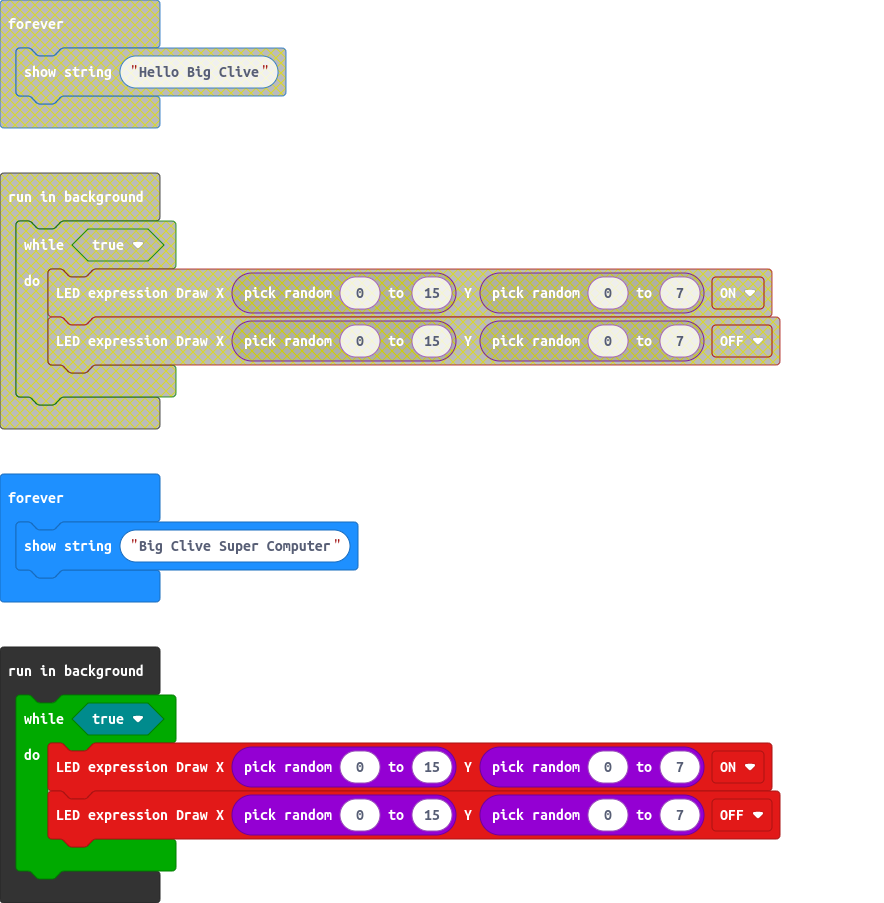 forever
show string "Hello Big Clive"
run in background
while true
do
LED expression Draw X pick random 0 to 15 Y pick random 0 to 7 ON
LED expression Draw X pick random 0 to 15 Y pick random 0 to 7 OFF
forever
show string "Big Clive Super Computer"
run in background
while true
do
LED expression Draw X pick random 0 to 15 Y pick random 0 to 7 ON
LED expression Draw X pick random 0 to 15 Y pick random 0 to 7 OFF